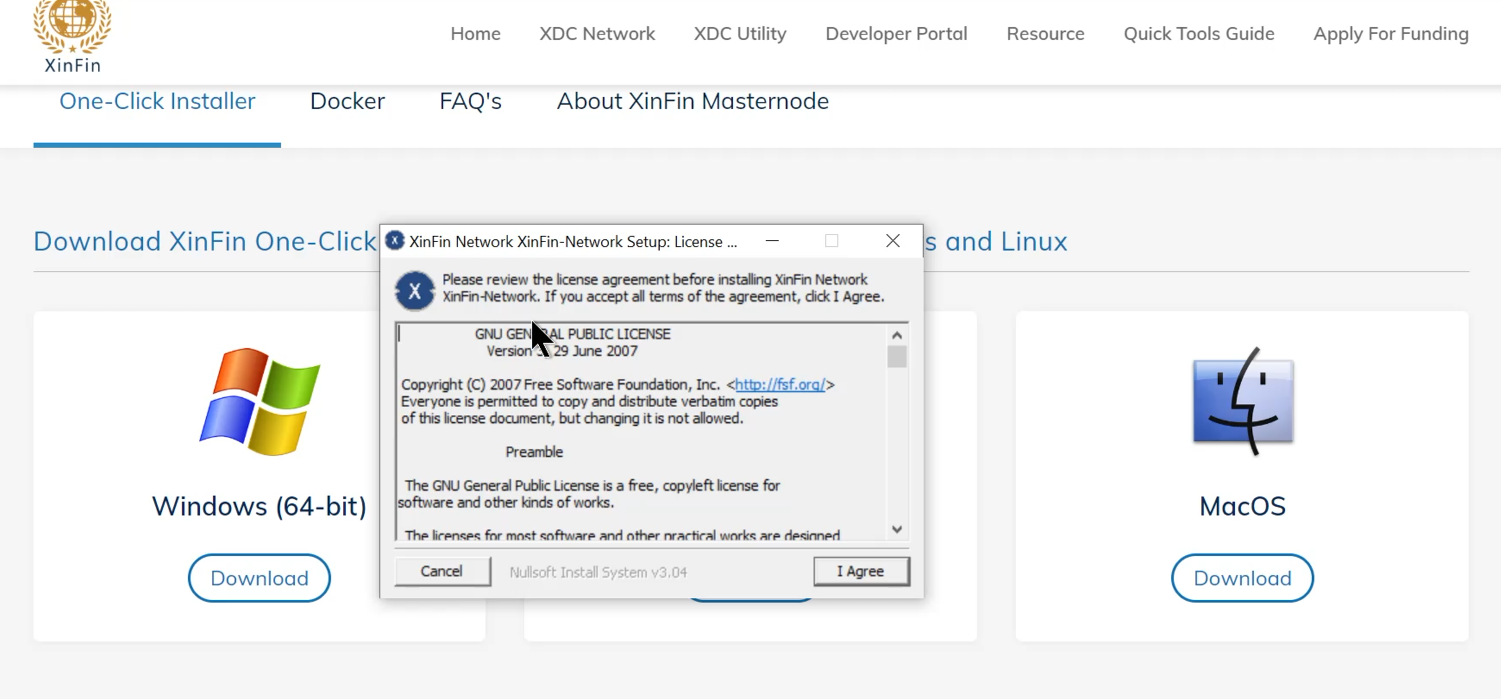 XinFin
Home XDC Network XDC Utility Developer Portal Resource Quick Tools Guide Apply For Funding
One-Click Installer Docker FAQ's About XinFin Masternode
Download XinFin One-Click s and Linux
X XinFin Network XinFin-Network Setup: License ...
X
Please review the license agreement before installing XinFin Network
XinFin-Network. If you accept all terms of the agreement, click I Agree.
GNU GENERAL PUBLIC LICENSE
Version 29 June 2007
Copyright (C) 2007 Free Software Foundation, Inc. <http://fsf.org/>
Everyone is permitted to copy and distribute verbatim copies
of this license document, but changing it is not allowed.
Preamble
The GNU General Public License is a free, copyleft license for
software and other kinds of works.
The licenses for most software and other practical works are designed
Cancel Nullsoft Install System v3.04 I Agree
Windows (64-bit)
Download
MacOS
Download